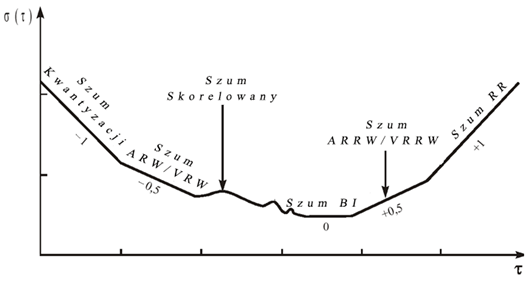 σ(τ)
Szum
Kwantyzacji
−1
Szum
ARW/VRW
−0,5
Szum
Skorelowany
Szum BI
0
Szum
ARRW/VRRW
+0,5
Szum RR
+1
τ